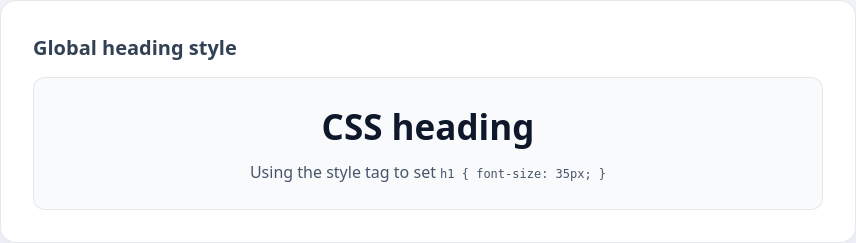 Global heading style
CSS heading
Using the style tag to set h1 { font-size: 35px; }